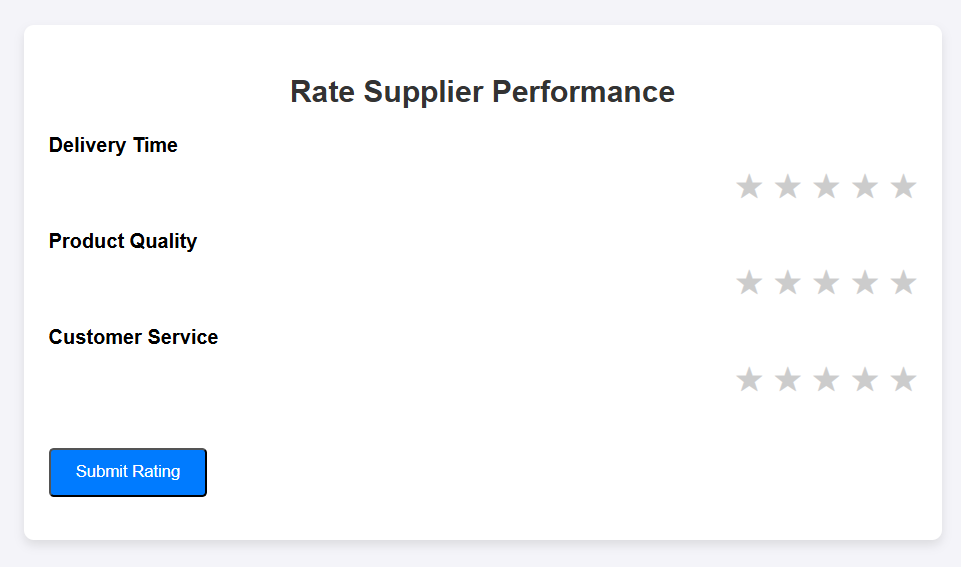 Rate Supplier Performance
Delivery Time
★ ★ ★ ★ ★
Product Quality
★ ★ ★ ★ ★
Customer Service
★ ★ ★ ★ ★
Submit Rating